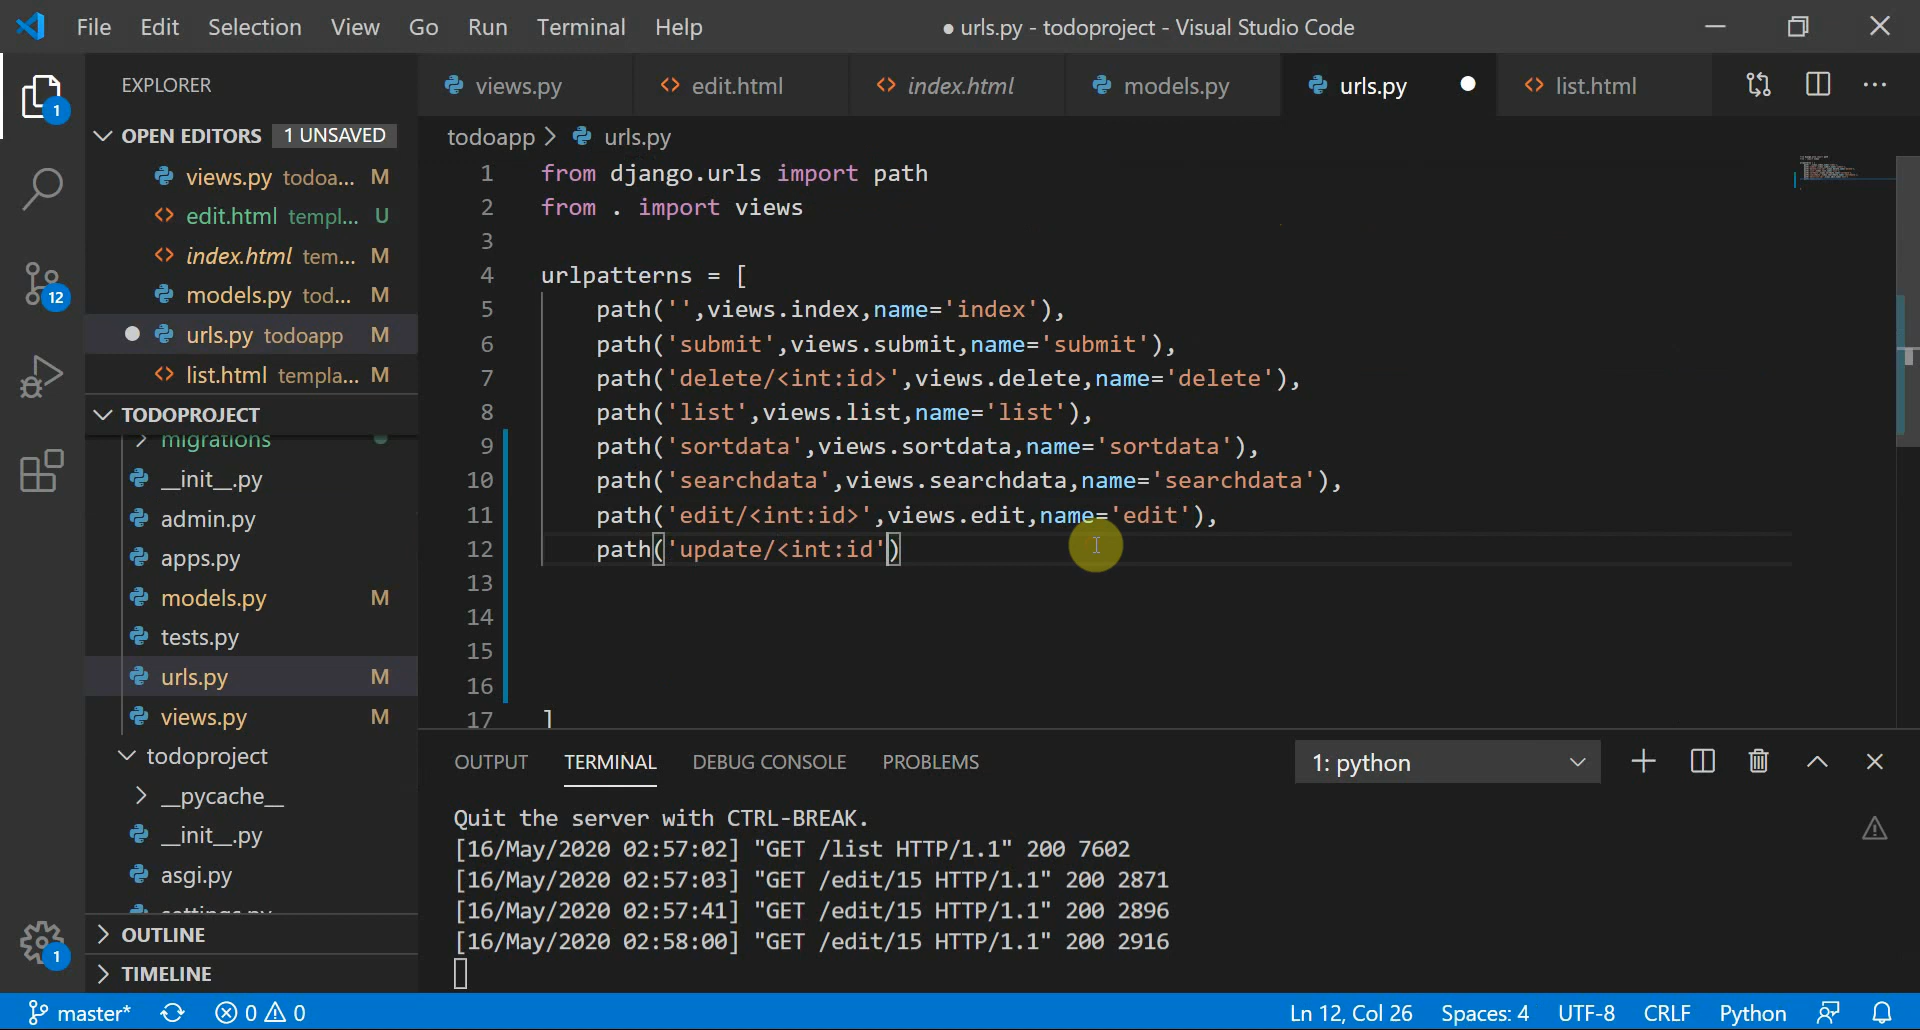 File Edit Selection View Go Run Terminal Help
● urls.py - todoproject - Visual Studio Code
EXPLORER
OPEN EDITORS 1 UNSAVED
views.py todoa... M
edit.html templ... U
index.html tem... M
models.py tod... M
urls.py todoapp M
list.html templa... M
TODOPROJECT
migrations
__init__.py
admin.py
apps.py
models.py M
tests.py
urls.py M
views.py M
todoproject
__pycache__
__init__.py
asgi.py
settings.py
OUTLINE
TIMELINE
1
12
1
views.py edit.html index.html models.py urls.py list.html
todoapp > urls.py
1 from django.urls import path
2 from . import views
3
4 urlpatterns = [
5 path('',views.index,name='index'),
6 path('submit',views.submit,name='submit'),
7 path('delete/<int:id>',views.delete,name='delete'),
8 path('list',views.list,name='list'),
9 path('sortdata',views.sortdata,name='sortdata'),
10 path('searchdata',views.searchdata,name='searchdata'),
11 path('edit/<int:id>',views.edit,name='edit'),
12 path('update/<int:id')
13
14
15
16
17 ]
OUTPUT TERMINAL DEBUG CONSOLE PROBLEMS
1: python
Quit the server with CTRL-BREAK.
[16/May/2020 02:57:02] "GET /list HTTP/1.1" 200 7602
[16/May/2020 02:57:03] "GET /edit/15 HTTP/1.1" 200 2871
[16/May/2020 02:57:41] "GET /edit/15 HTTP/1.1" 200 2896
[16/May/2020 02:58:00] "GET /edit/15 HTTP/1.1" 200 2916
master* 0 0 Ln 12, Col 26 Spaces: 4 UTF-8 CRLF Python